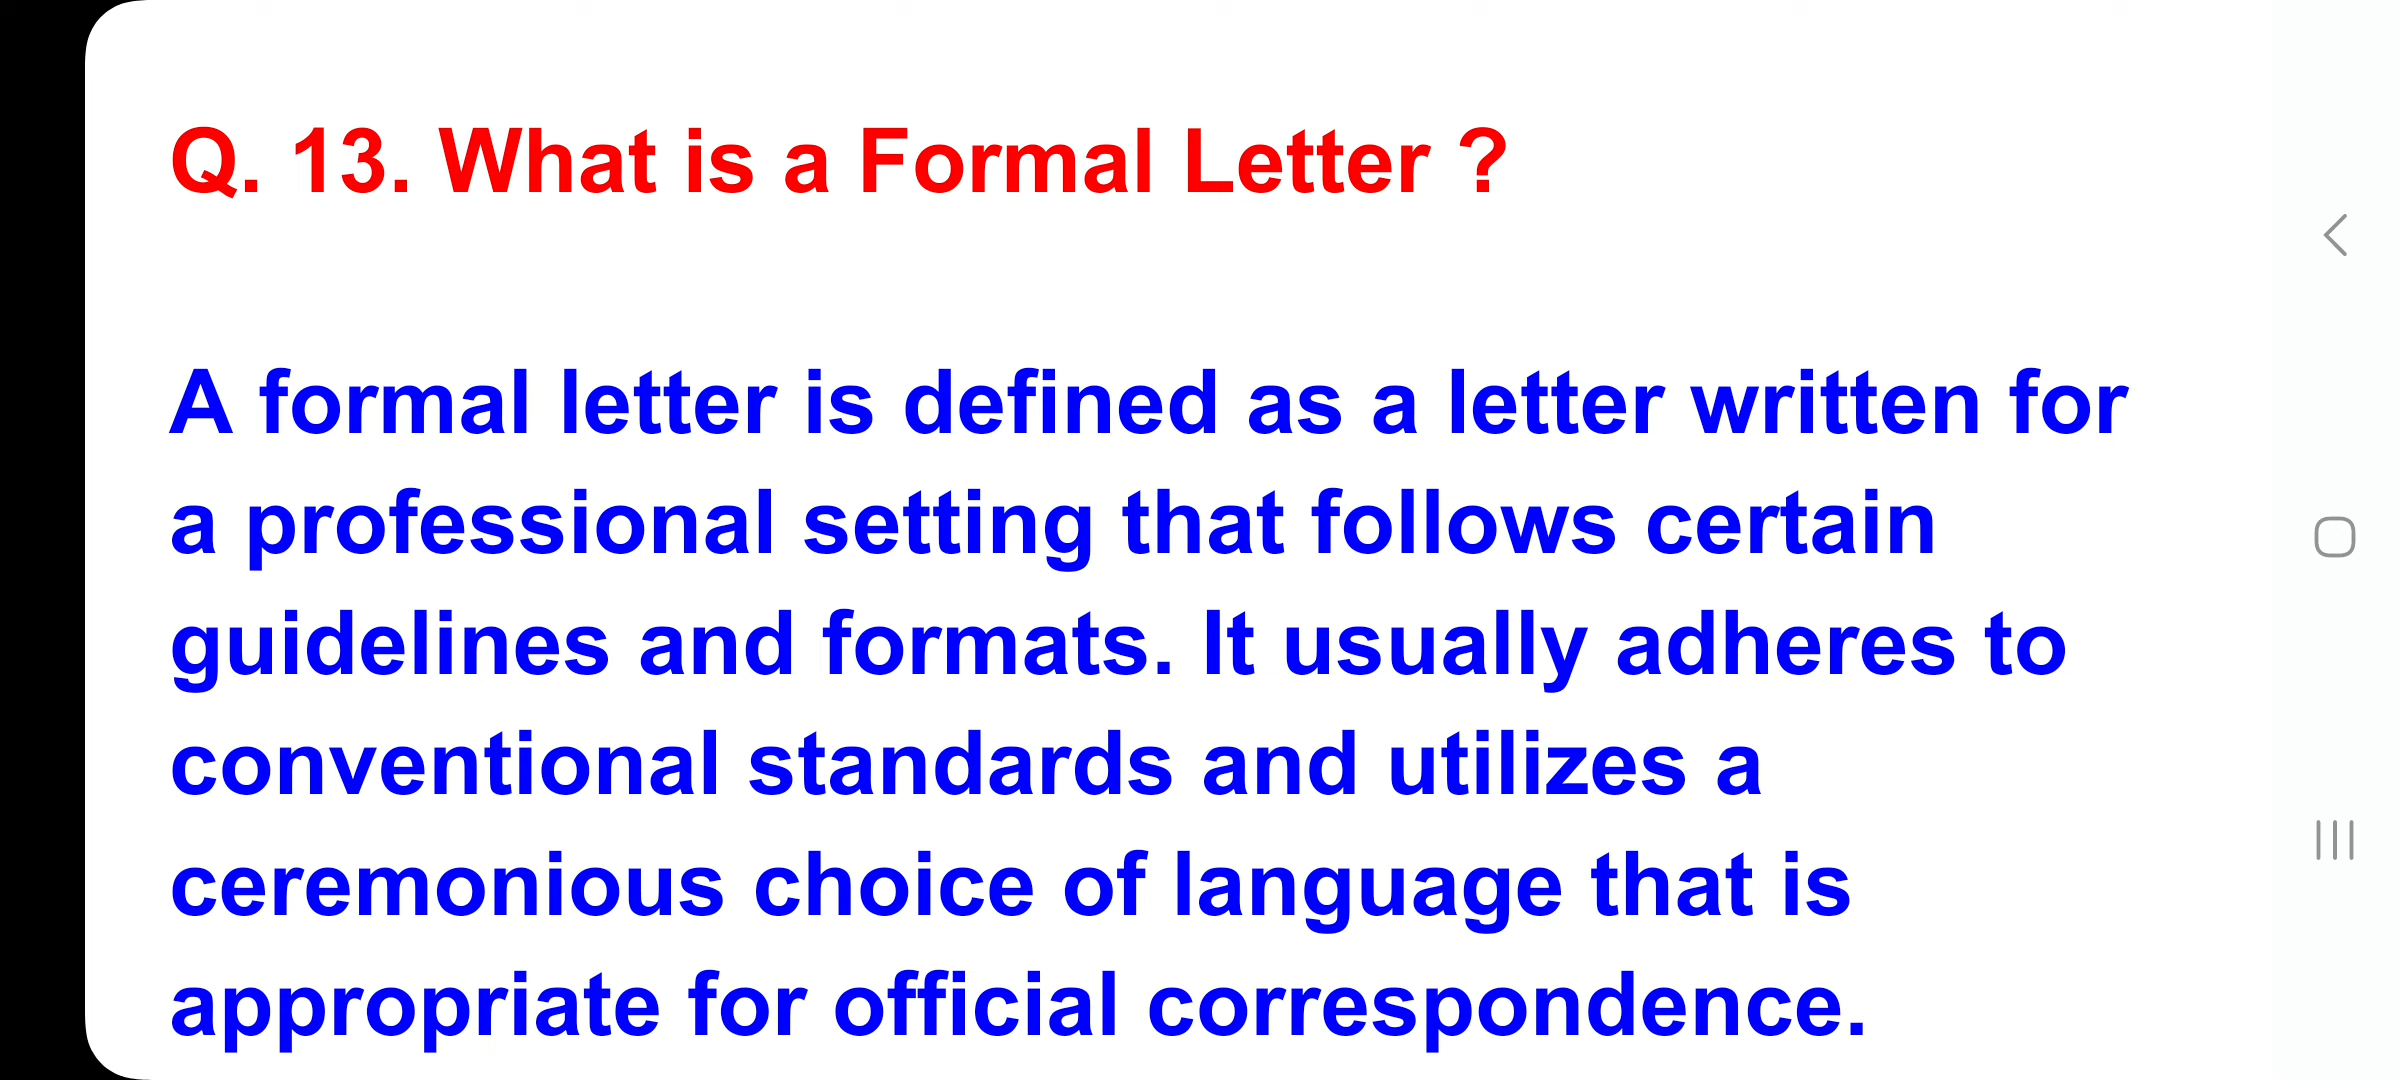 Q. 13. What is a Formal Letter ?
A formal letter is defined as a letter written for
a professional setting that follows certain
guidelines and formats. It usually adheres to
conventional standards and utilizes a
ceremonious choice of language that is
appropriate for official correspondence.